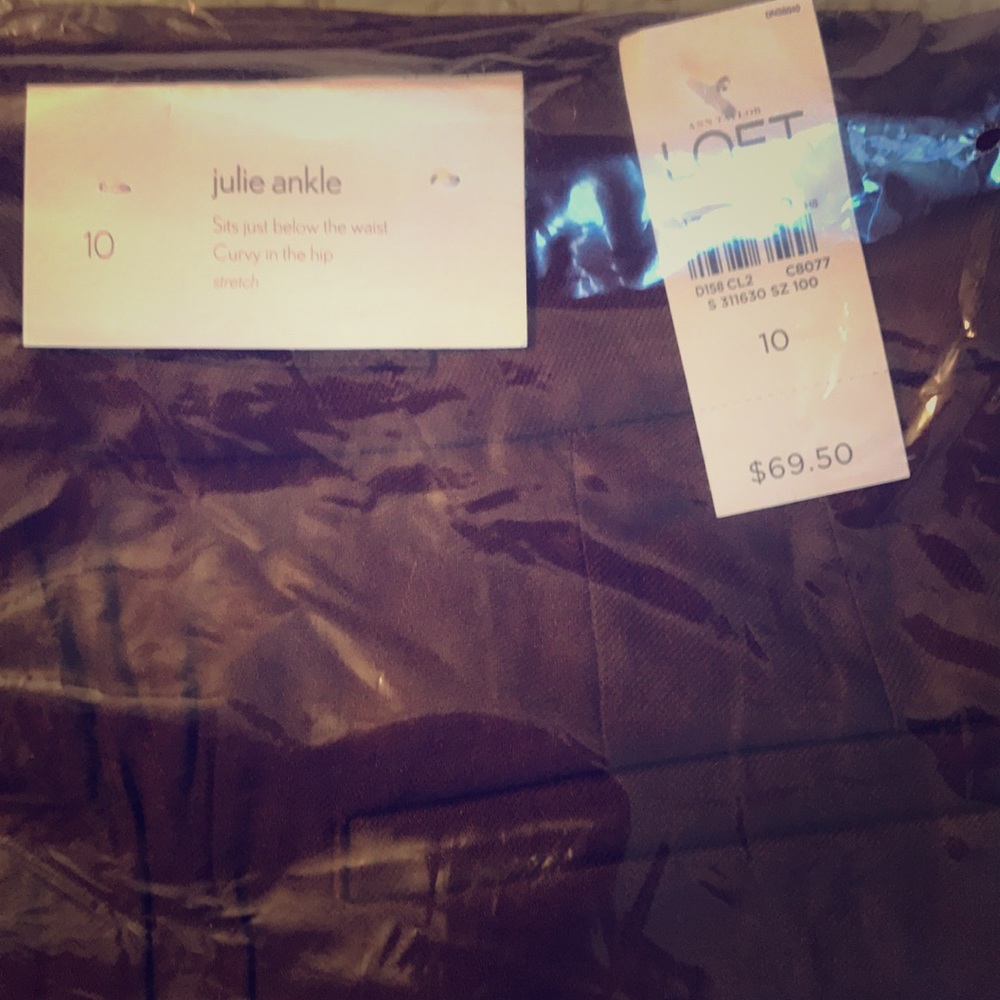 julie ankle
10
Sits just below the waist
Curvy in the hip
stretch
ANN TAYLOR
LOFT
D158 CL2 C8077
S 311630 SZ 100
10
$69.50